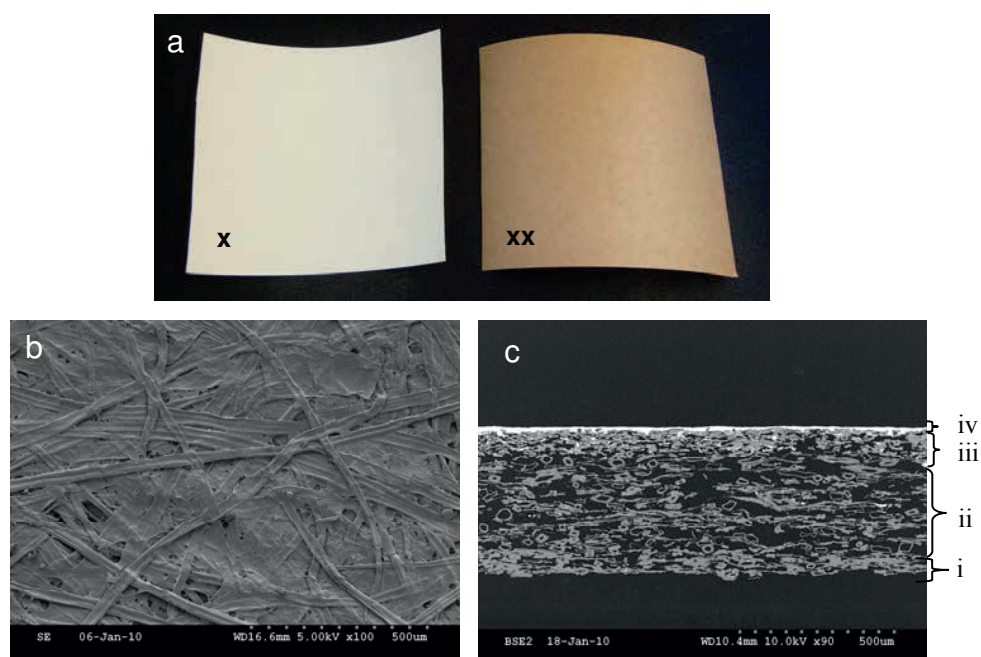 a
x
xx
b
SE 06-Jan-10 WD16.6mm 5.00kV x100 500um
c
iv
iii
ii
i
BSE2 18-Jan-10 WD10.4mm 10.0kV x90 500um